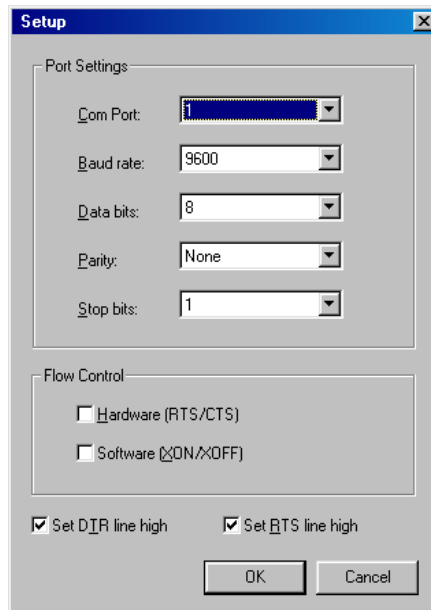 Setup
Port Settings
Com Port: 1
Baud rate: 9600
Data bits: 8
Parity: None
Stop bits: 1
Flow Control
Hardware (RTS/CTS)
Software (XON/XOFF)
Set DTR line high Set RTS line high
OK Cancel